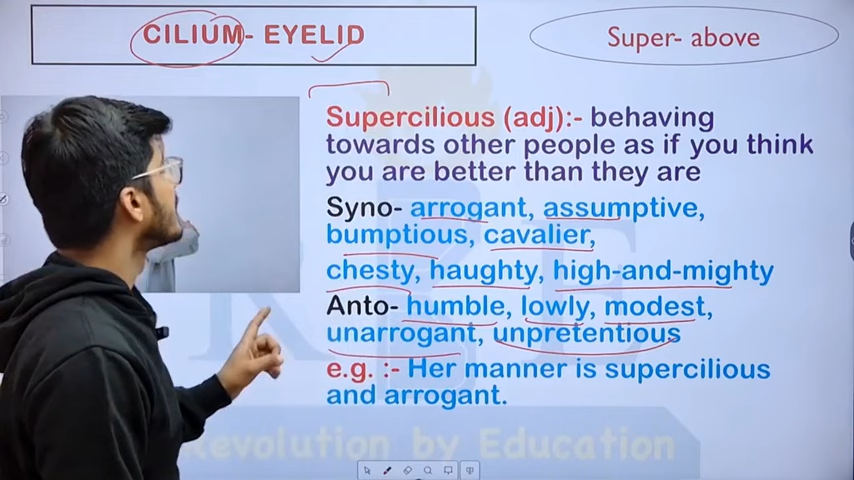 CILIUM- EYELID
Super- above
Supercilious (adj):- behaving
towards other people as if you think
you are better than they are
Syno- arrogant, assumptive,
bumptious, cavalier,
chesty, haughty, high-and-mighty
Anto- humble, lowly, modest,
unarrogant, unpretentious
e.g. :- Her manner is supercilious
and arrogant.
Revolution by Education